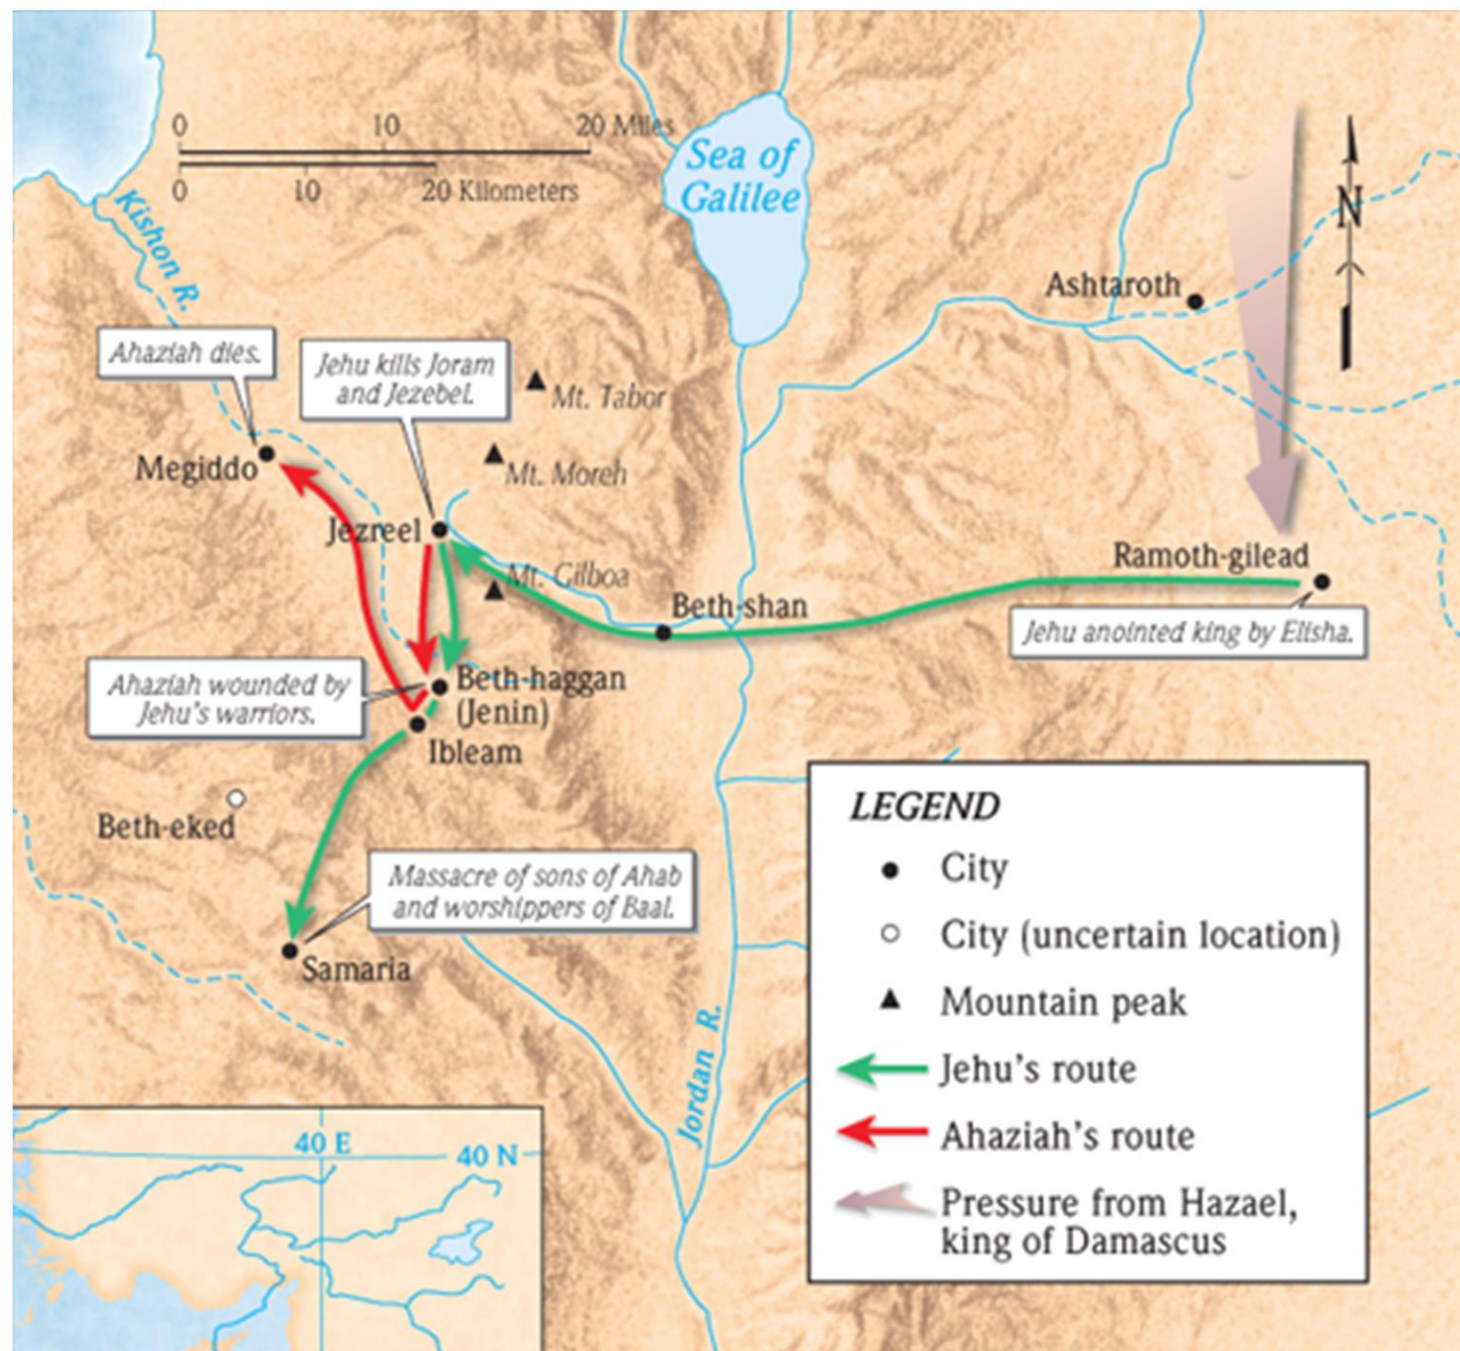 0 10 20 Miles
0 10 20 Kilometers
Sea of
Galilee
Kishon R.
N
Ashtaroth
Ahaziah dies.
Jehu kills Joram
and Jezebel.
Mt. Tabor
Megiddo
Mt. Moreh
Jezreel
Mt. Gilboa
Ramoth-gilead
Beth-shan
Jehu anointed king by Elisha.
Ahaziah wounded by
Jehu's warriors.
Beth-haggan
(Jenin)
Ibleam
Beth-eked
Massacre of sons of Ahab
and worshippers of Baal.
Samaria
Jordan R.
LEGEND
City
City (uncertain location)
Mountain peak
Jehu's route
Ahaziah's route
Pressure from Hazael,
king of Damascus
40 E
40 N